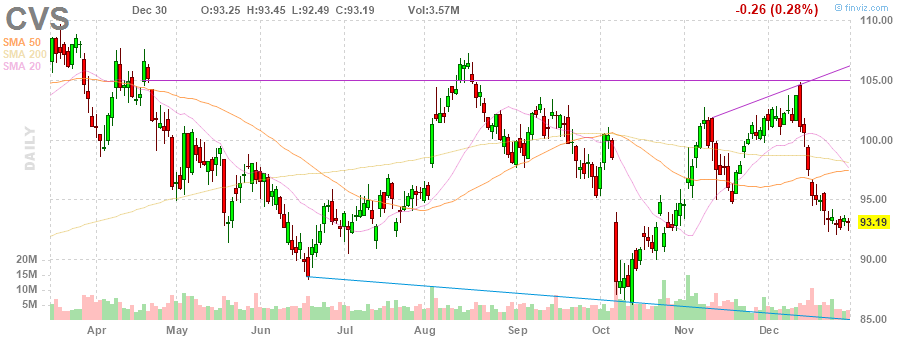 CVS Dec 30 O:93.25 H:93.45 L:92.49 C:93.19 Vol:3.57M -0.26 (0.28%) © finviz.com
SMA 50
SMA 200
SMA 20
DAILY
110.00
105.00
100.00
95.00
93.19
90.00
85.00
20M
15M
10M
5M
Apr May Jun Jul Aug Sep Oct Nov Dec